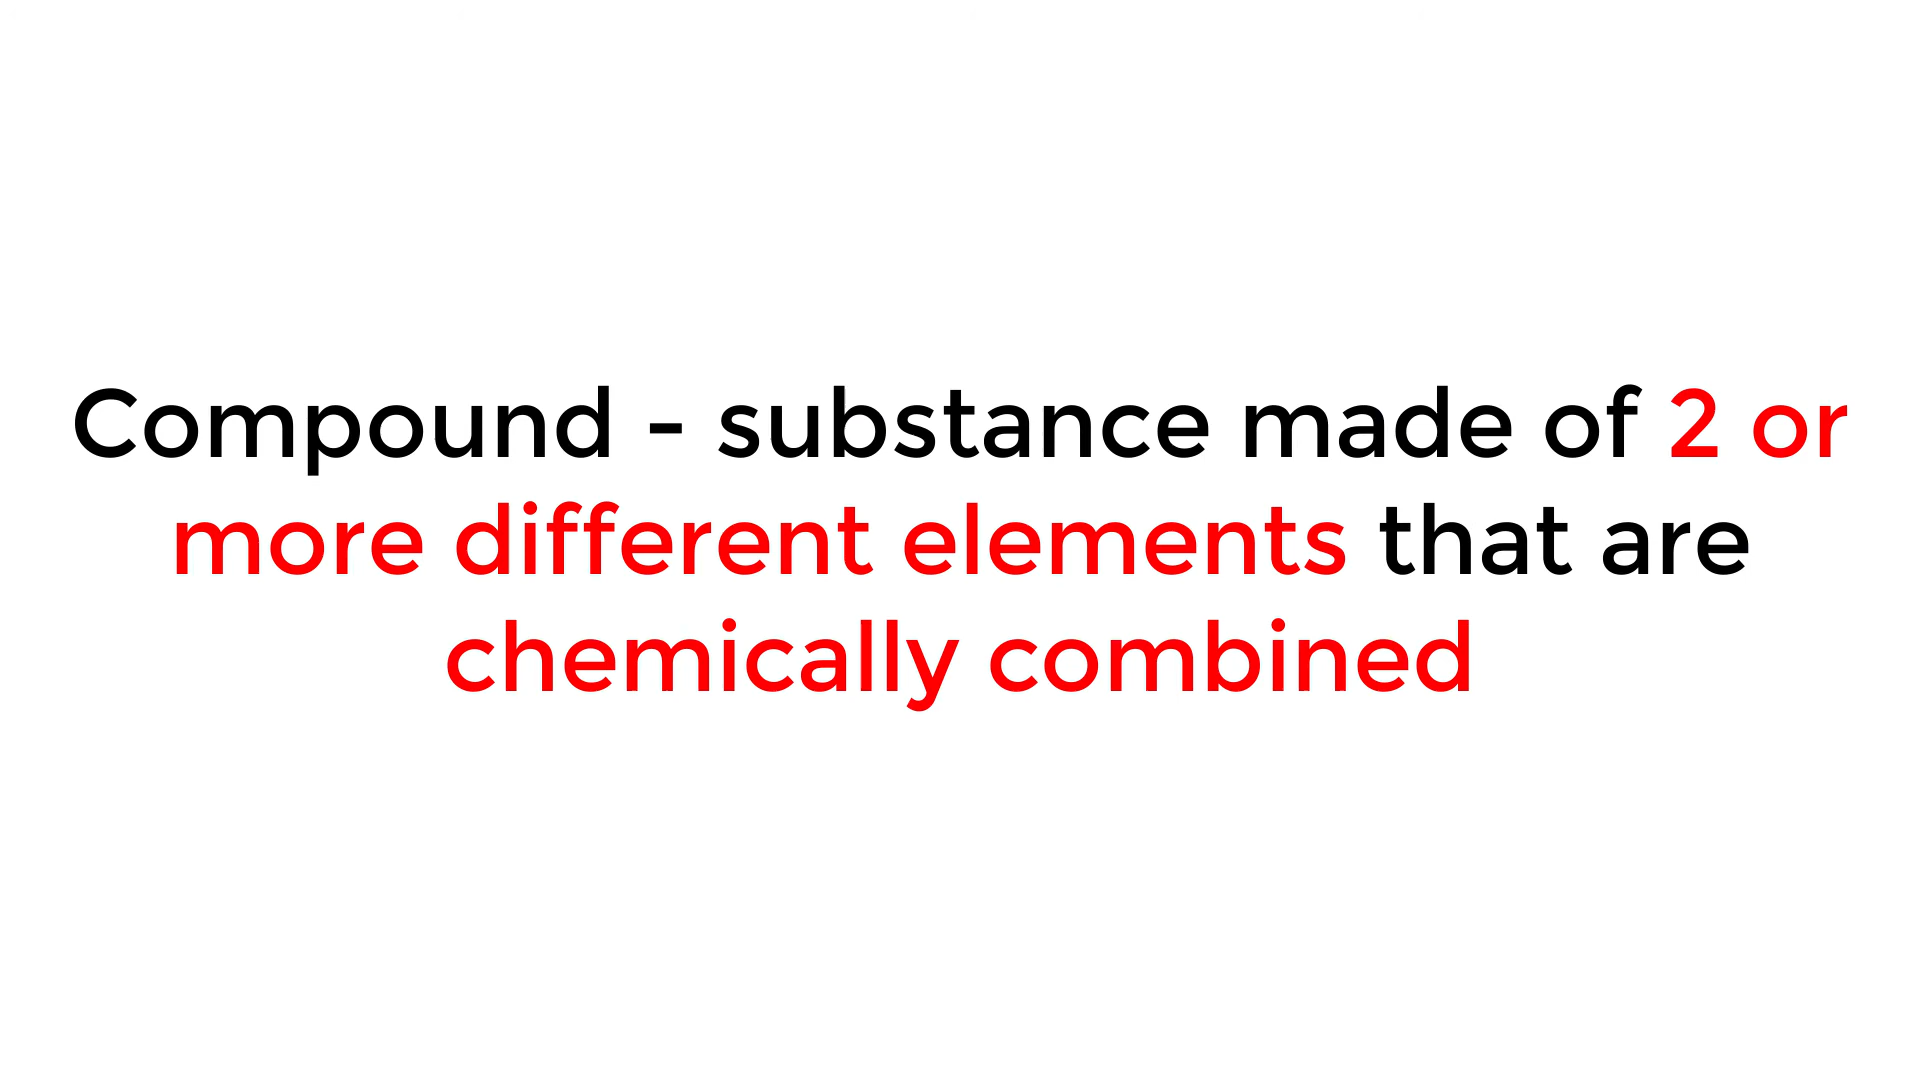 Compound - substance made of 2 or
more different elements that are
chemically combined